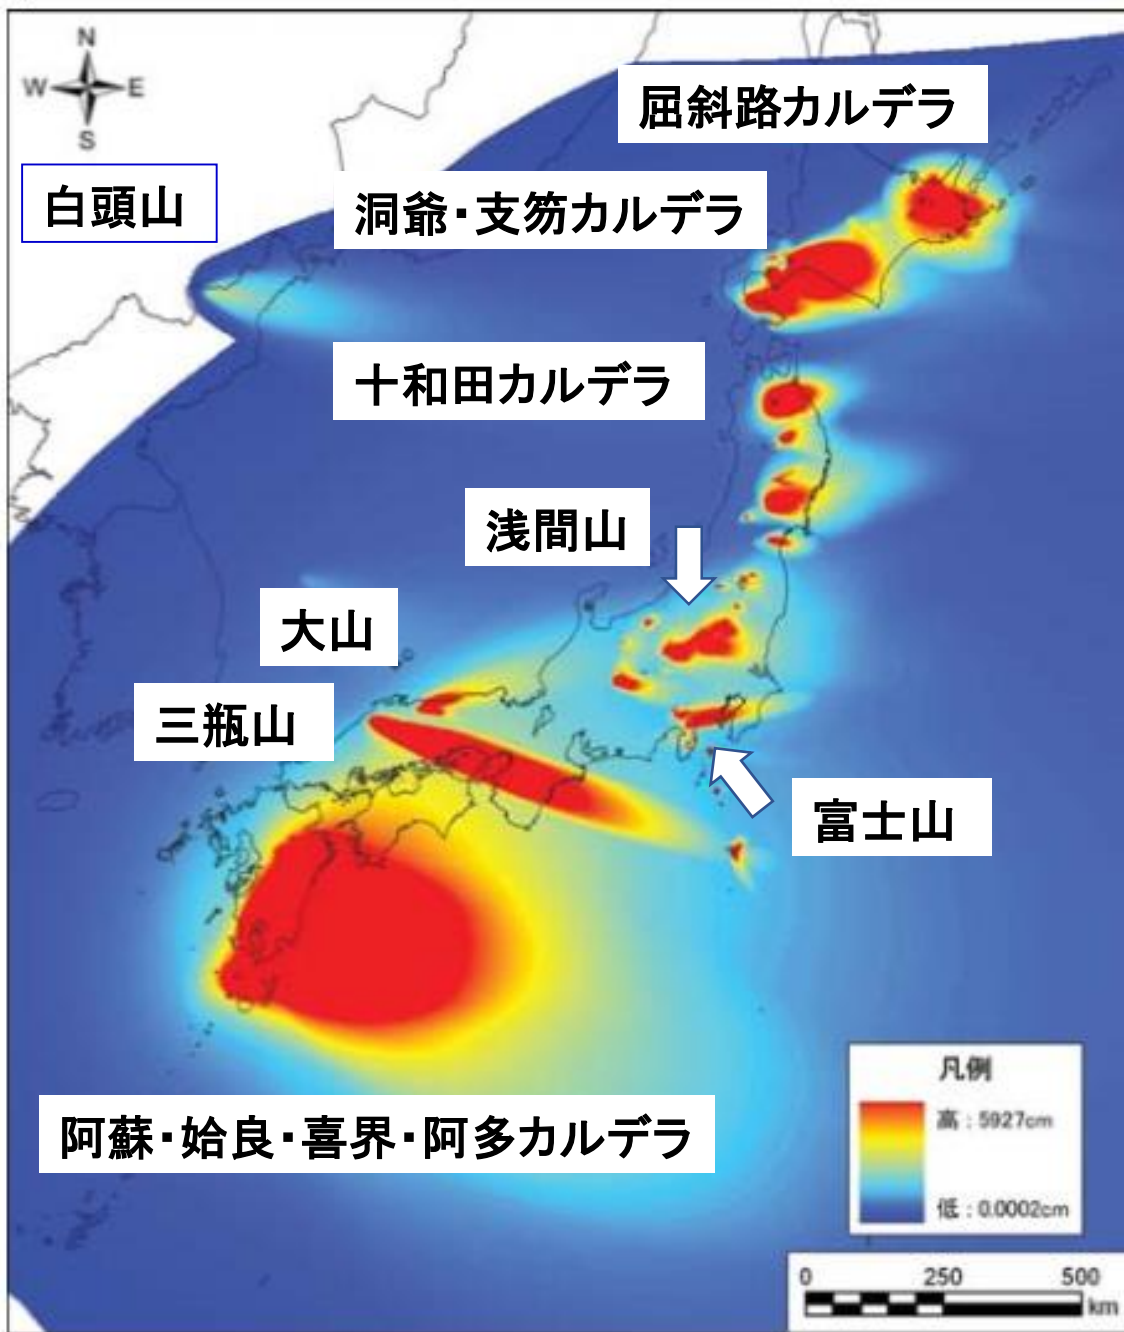 N
W E
S
屈斜路カルデラ
白頭山
洞爺・支笏カルデラ
十和田カルデラ
浅間山
大山
三瓶山
富士山
阿蘇・姶良・喜界・阿多カルデラ
凡例
高 : 5927cm
低 : 0.0002cm
0 250 500
km